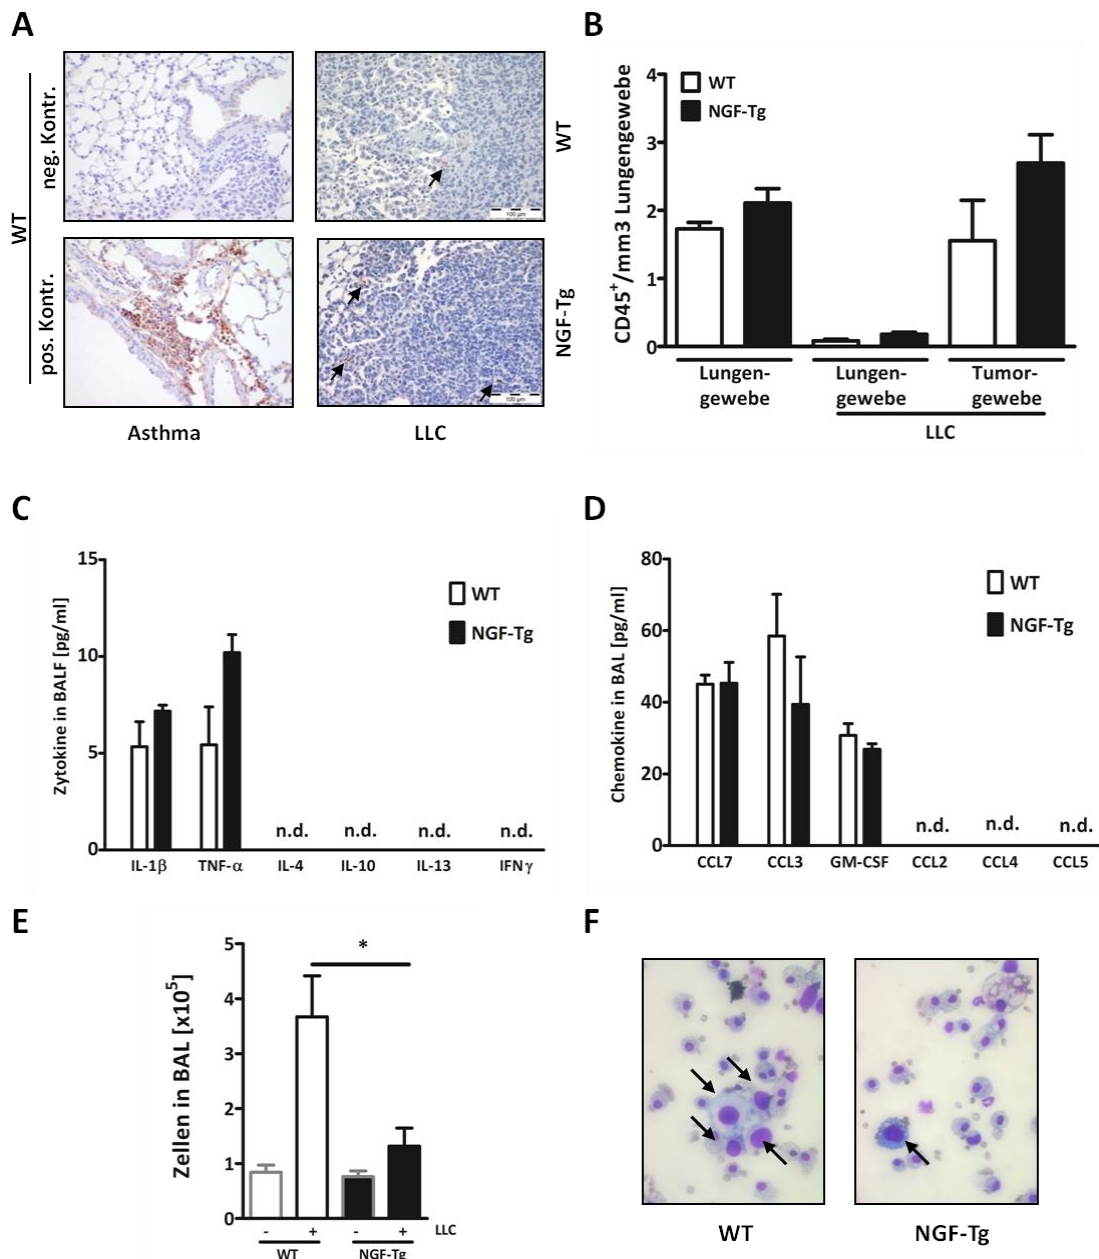 A
WT
neg. Kontr.
pos. Kontr.
WT
NGF-Tg
100 µm
100 µm
Asthma
LLC
B
CD45+/mm3 Lungengewebe
4
3
2
1
0
WT
NGF-Tg
Lungen-
gewebe
Lungen-
gewebe
Tumor-
gewebe
LLC
C
Zytokine in BALF [pg/ml]
15
10
5
0
WT
NGF-Tg
n.d. n.d. n.d. n.d.
IL-1β TNF-α IL-4 IL-10 IL-13 IFNγ
D
Chemokine in BAL [pg/ml]
80
60
40
20
0
WT
NGF-Tg
n.d. n.d. n.d.
CCL7 CCL3 GM-CSF CCL2 CCL4 CCL5
E
Zellen in BAL [x10⁵]
5
4
3
2
1
0
*
- + - + LLC
WT NGF-Tg
F
WT
NGF-Tg